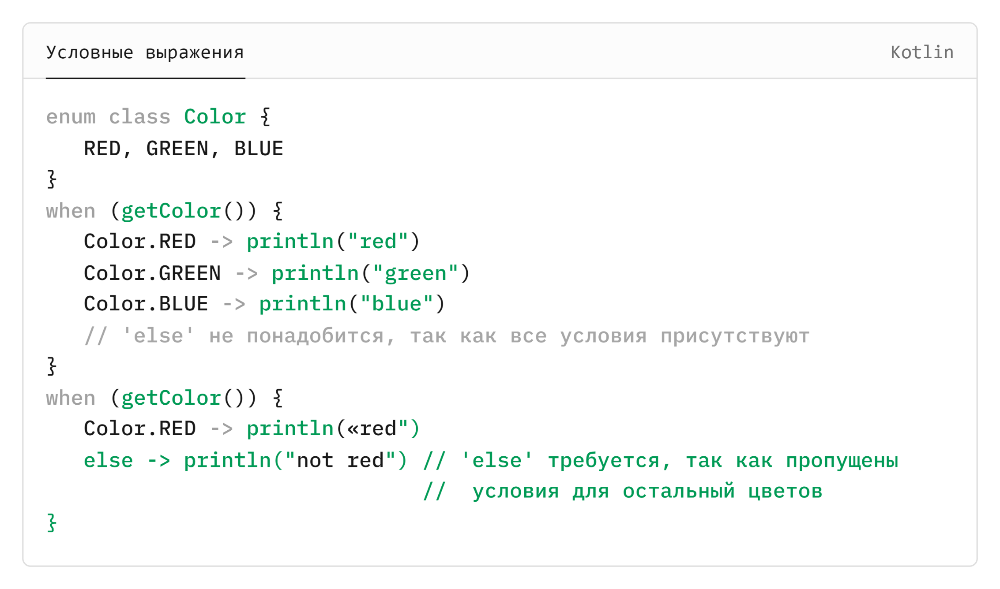 Условные выражения
Kotlin
enum class Color {
   RED, GREEN, BLUE
}
when (getColor()) {
   Color.RED -> println("red")
   Color.GREEN -> println("green")
   Color.BLUE -> println("blue")
   // 'else' не понадобится, так как все условия присутствуют
}
when (getColor()) {
   Color.RED -> println(«red")
   else -> println("not red") // 'else' требуется, так как пропущены
                              //  условия для остальный цветов
}